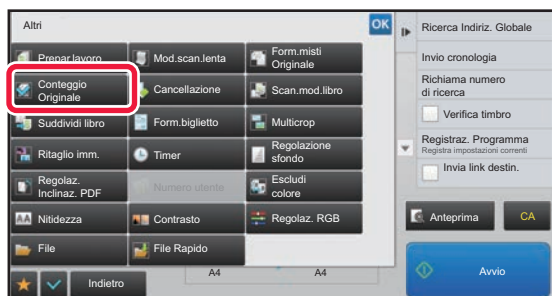 Altri
OK
Prepar.lavoro
Mod.scan.lenta
Form.misti
Originale
Conteggio
Originale
Cancellazione
Scan.mod.libro
Suddividi libro
Form.biglietto
Multicrop
Ritaglio imm.
Timer
Regolazione
sfondo
Regolaz.
Inclinaz. PDF
Numero utente
Escludi
colore
AA Nitidezza
Contrasto
Regolaz. RGB
File
File Rapido
Indietro
A4
A4
Ricerca Indiriz. Globale
Invio cronologia
Richiama numero
di ricerca
Verifica timbro
Registraz. Programma
Registra impostazioni correnti
Invia link destin.
Anteprima
CA
Avvio